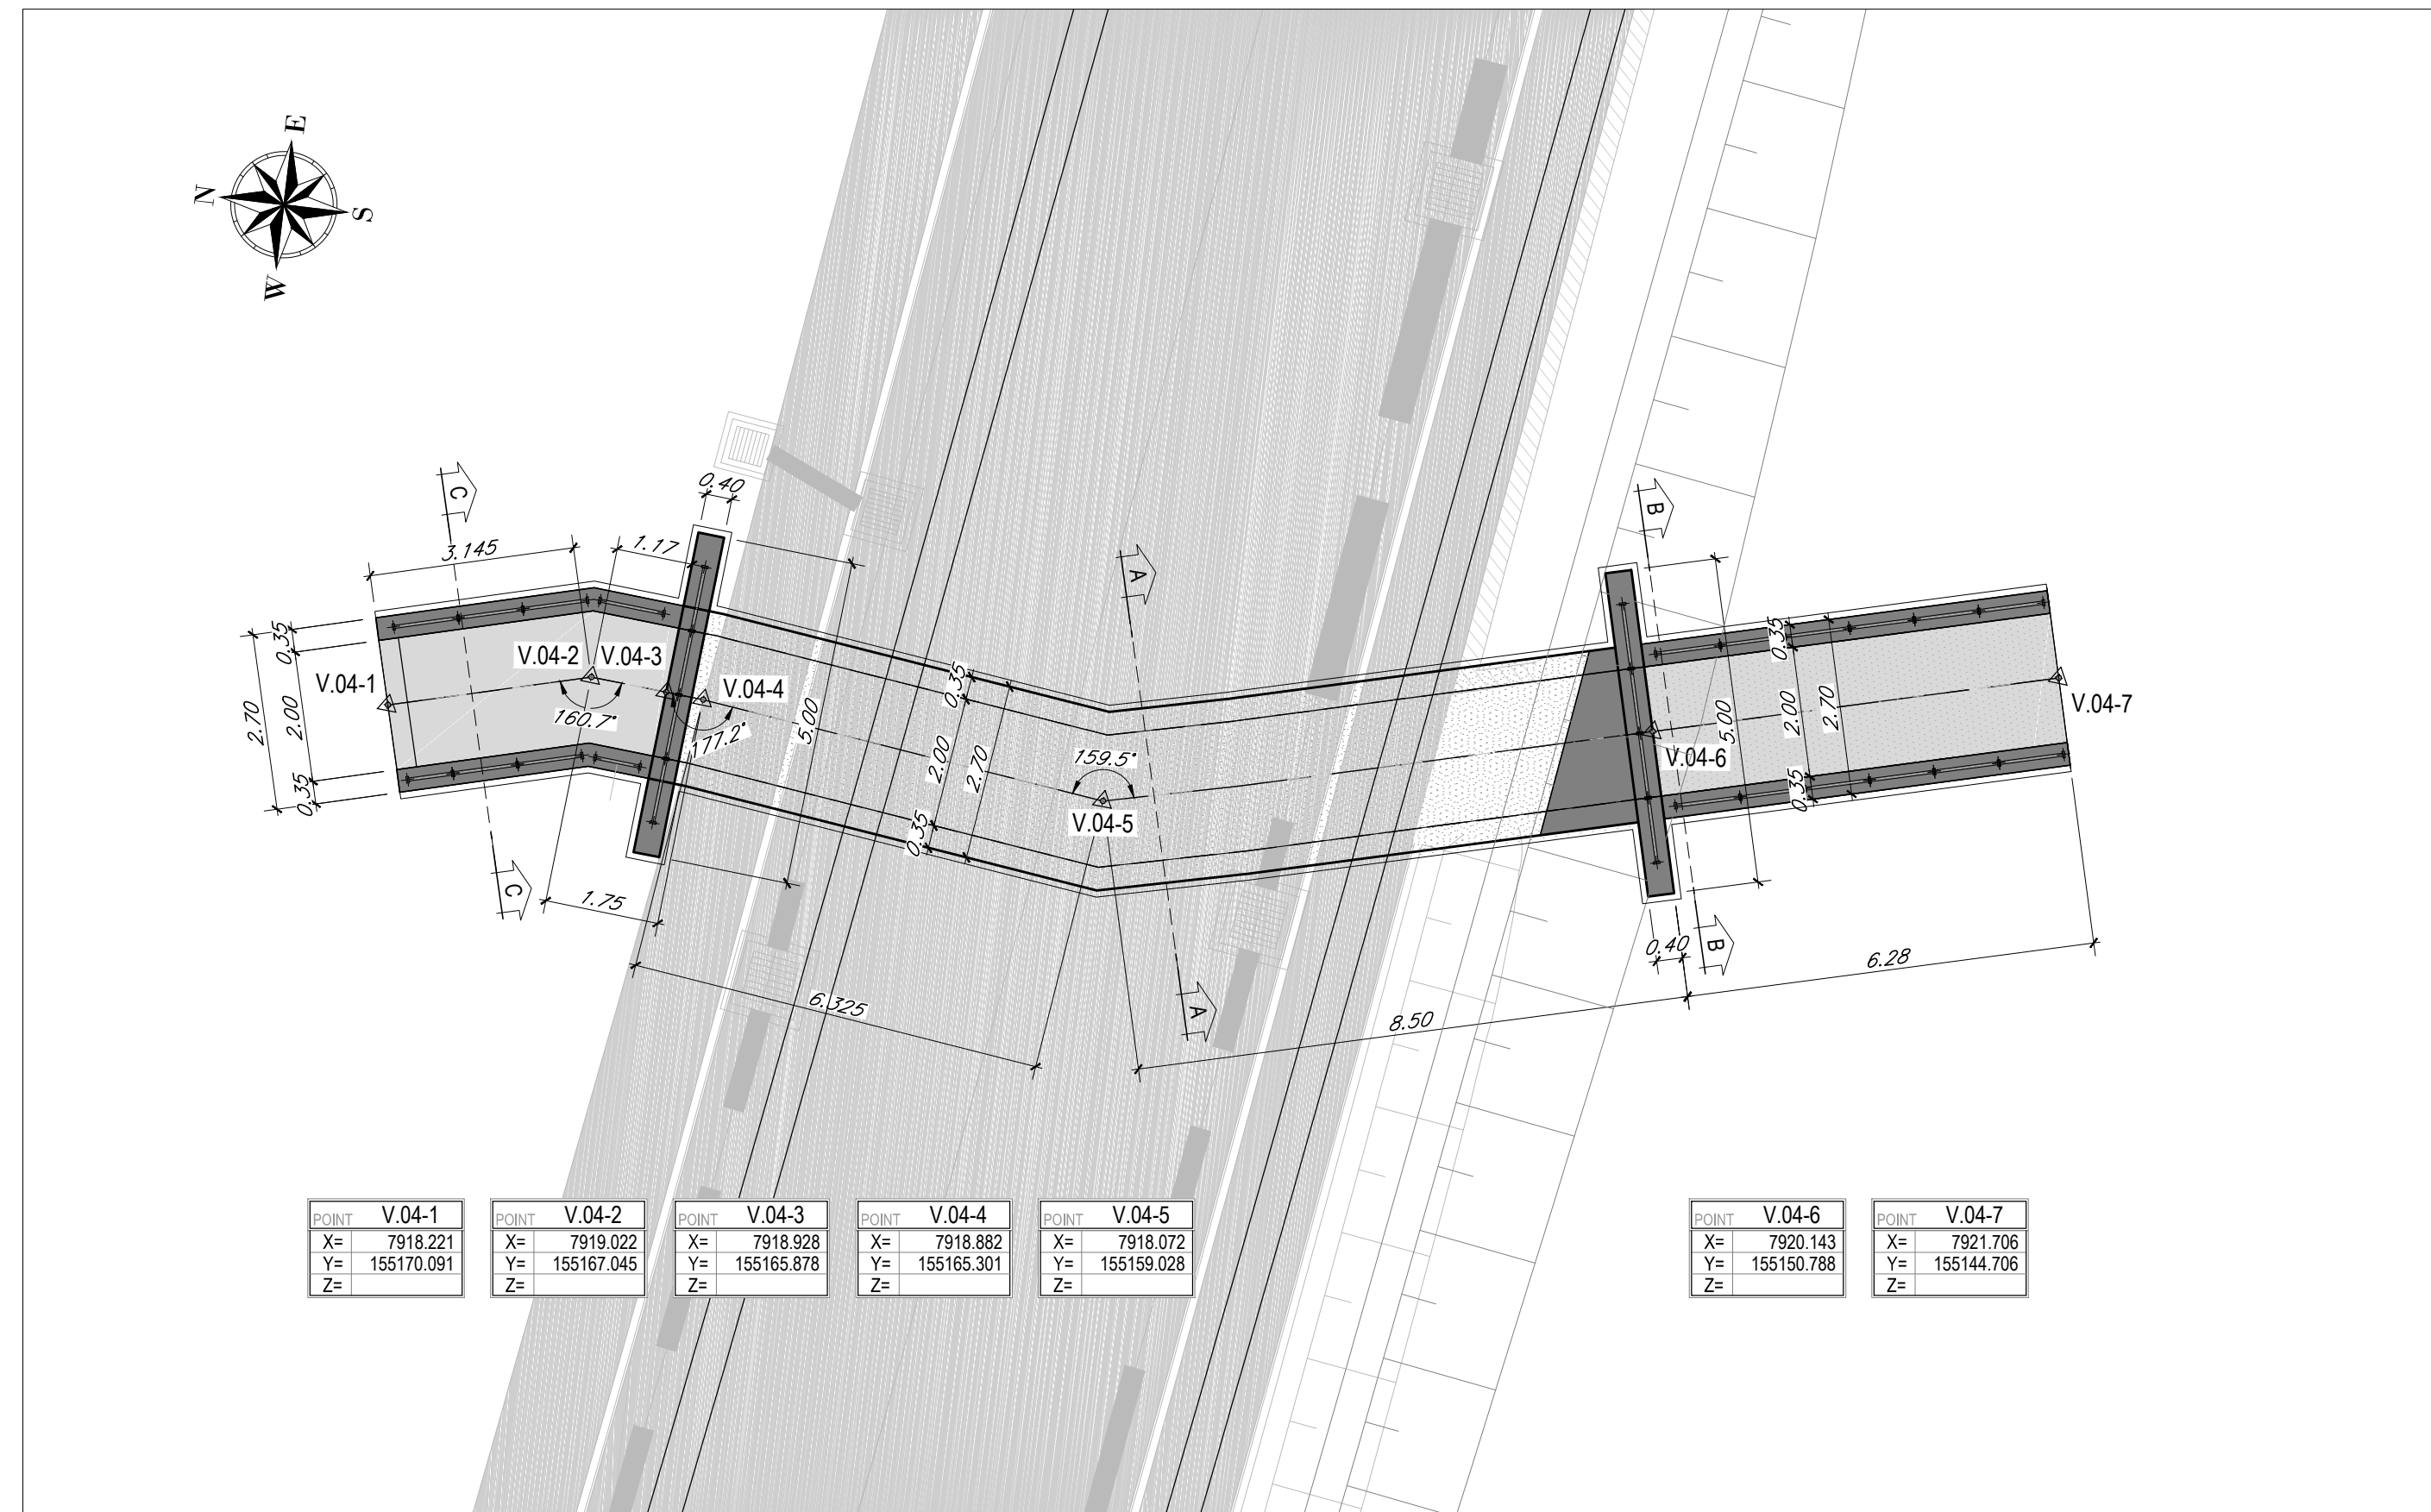 E
N
S
W
C
0.40
B
3.145
1.17
A
0.35
0.35
V.04-2
V.04-3
V.04-1
V.04-4
0.35
2.70
2.00
160.7°
177.2°
5.00
2.00
2.70
159.5°
5.00
2.00
2.70
V.04-7
V.04-6
0.35
0.35
V.04-5
0.35
C
1.75
0.40
B
6.28
6.325
A
8.50
POINT V.04-1
X= 7918.221
Y= 155170.091
Z=
POINT V.04-2
X= 7919.022
Y= 155167.045
Z=
POINT V.04-3
X= 7918.928
Y= 155165.878
Z=
POINT V.04-4
X= 7918.882
Y= 155165.301
Z=
POINT V.04-5
X= 7918.072
Y= 155159.028
Z=
POINT V.04-6
X= 7920.143
Y= 155150.788
Z=
POINT V.04-7
X= 7921.706
Y= 155144.706
Z=